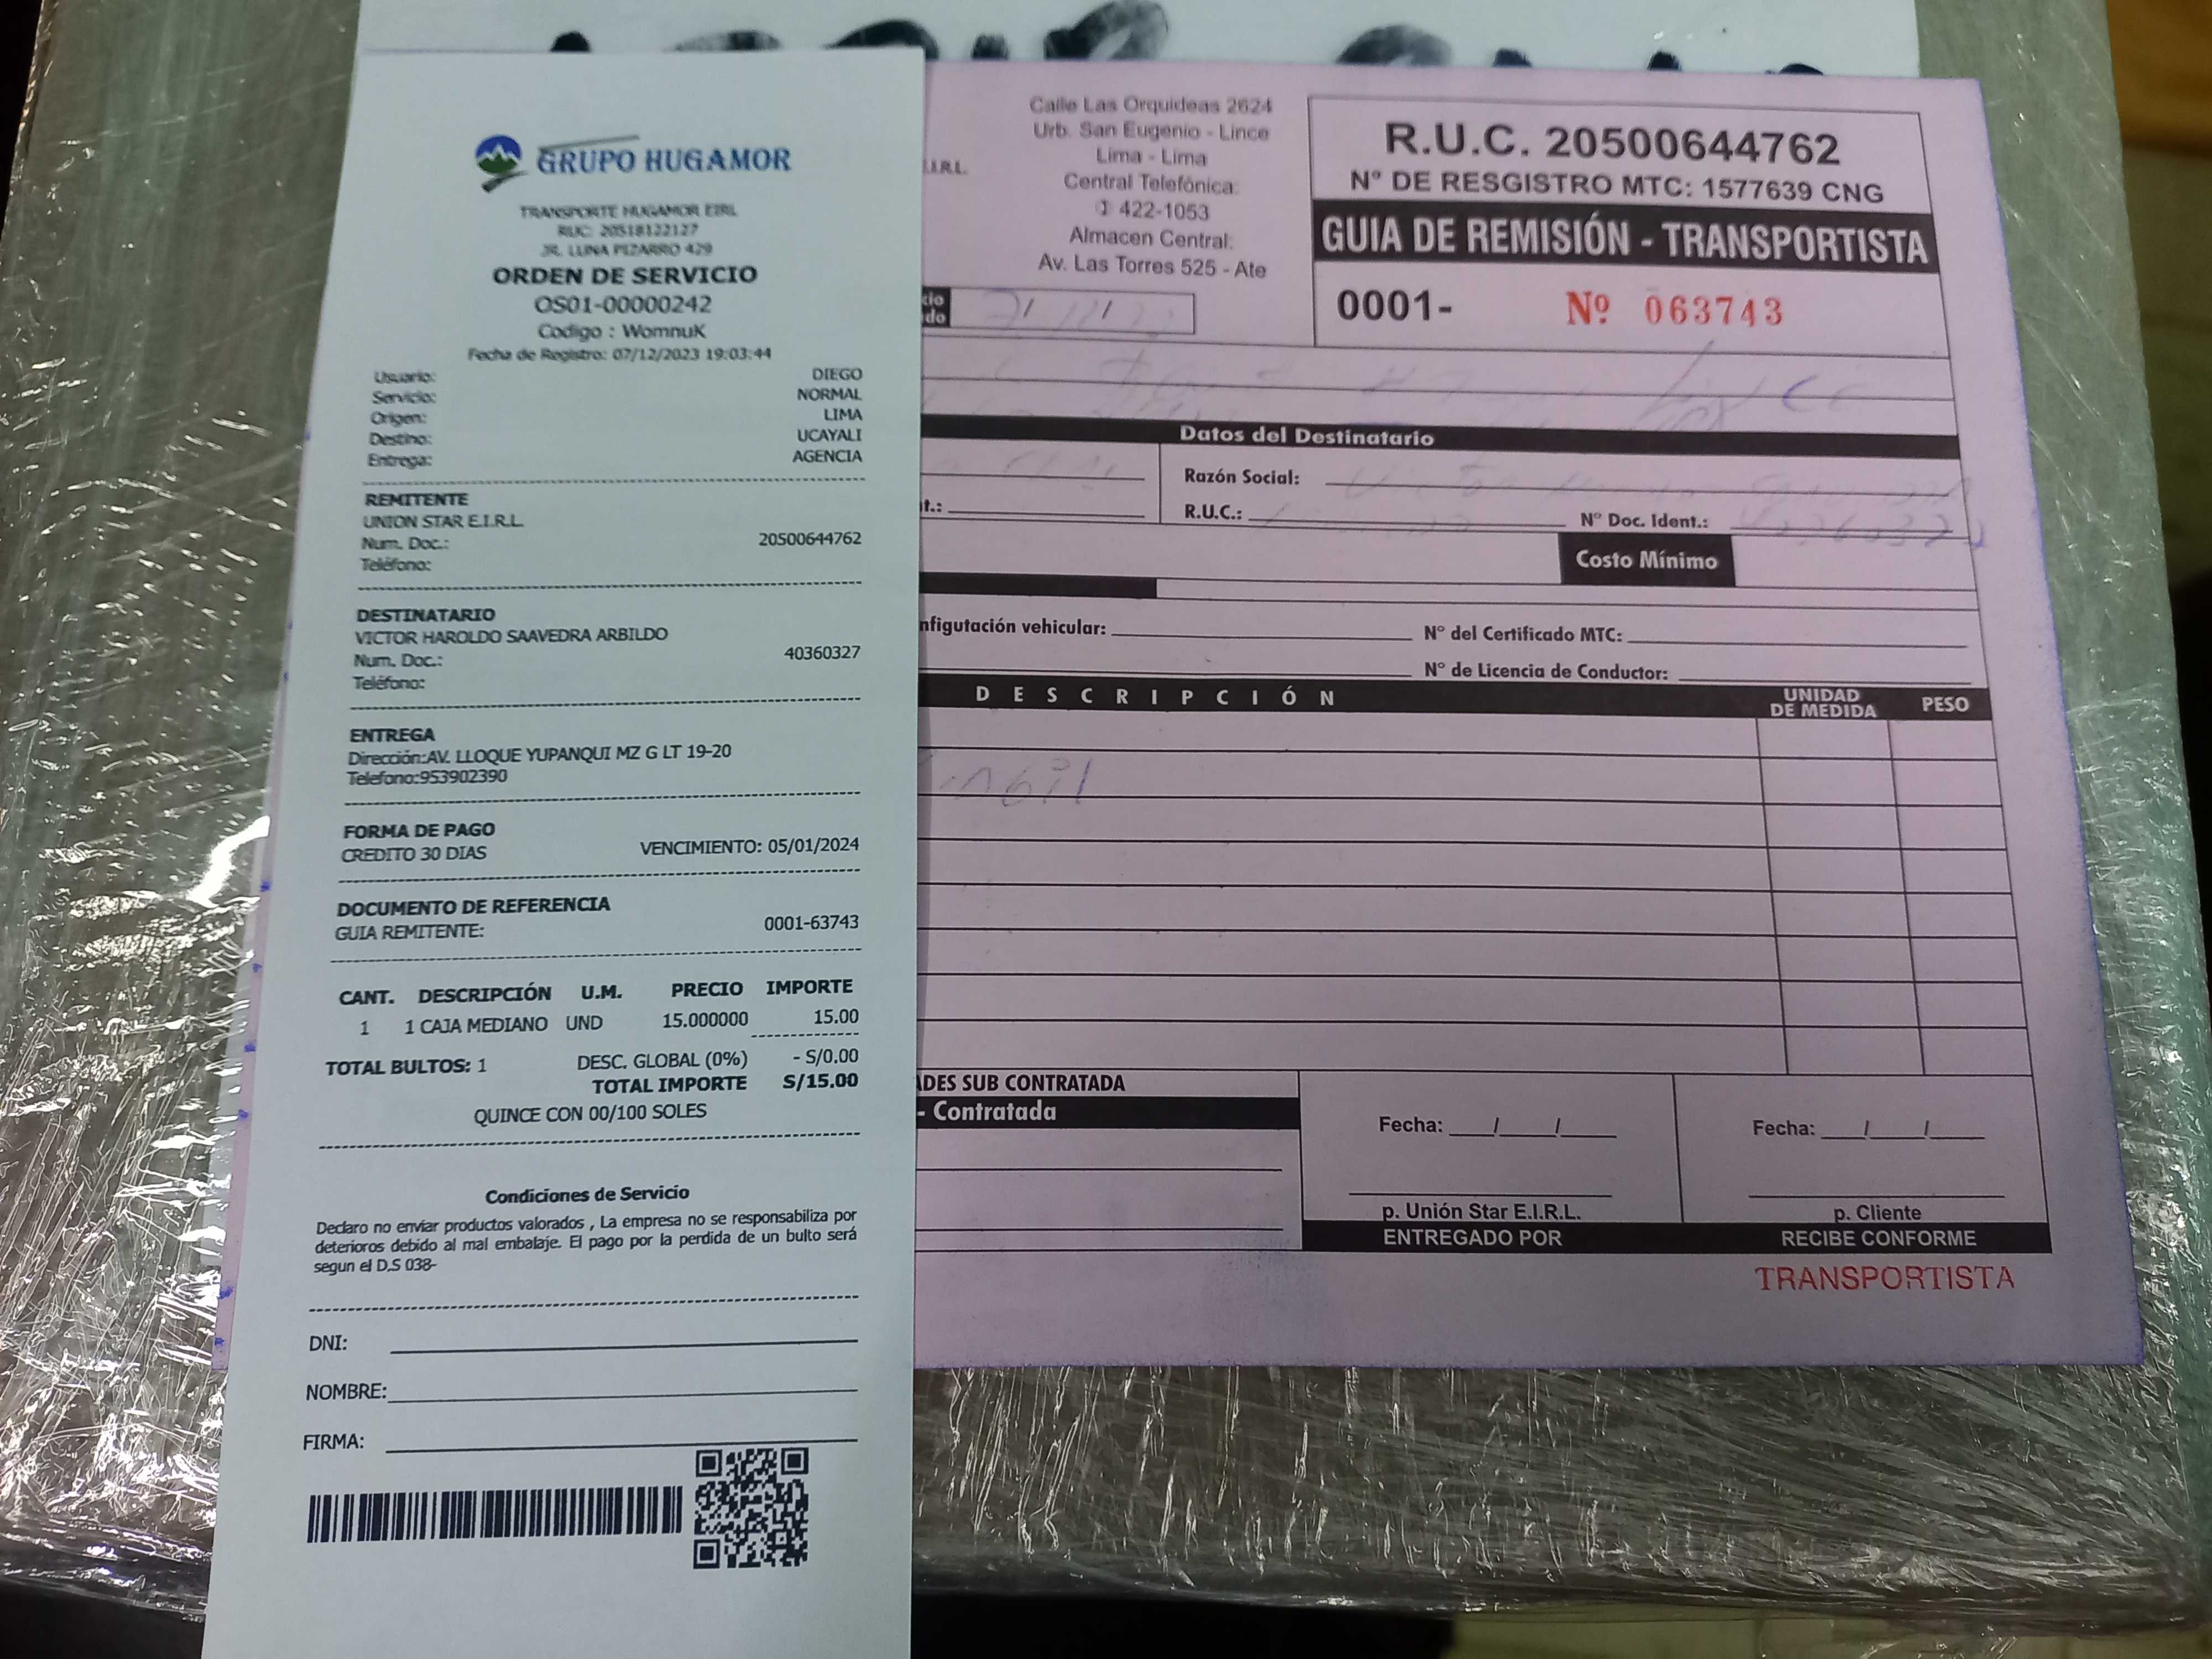 GRUPO HUGAMOR
TRANSPORTE HUGAMOR EIRL
RUC: 20518122127
JR. LUNA PIZARRO 429
ORDEN DE SERVICIO
OS01-00000242
Codigo : WomnuK
Fecha de Registro: 07/12/2023 19:03:44
Usuario: DIEGO
Servicio: NORMAL
Origen: LIMA
Destino: UCAYALI
Entrega: AGENCIA
REMITENTE
UNION STAR E.I.R.L.
Num. Doc.: 20500644762
Teléfono:
DESTINATARIO
VICTOR HAROLDO SAAVEDRA ARBILDO
Num. Doc.: 40360327
Teléfono:
ENTREGA
Dirección:AV. LLOQUE YUPANQUI MZ G LT 19-20
Telefono:953902390
FORMA DE PAGO
CREDITO 30 DIAS VENCIMIENTO: 05/01/2024
DOCUMENTO DE REFERENCIA
GUIA REMITENTE: 0001-63743
CANT. DESCRIPCIÓN U.M. PRECIO IMPORTE
1 1 CAJA MEDIANO UND 15.000000 15.00
TOTAL BULTOS: 1 DESC. GLOBAL (0%) - S/0.00
TOTAL IMPORTE S/15.00
QUINCE CON 00/100 SOLES
Condiciones de Servicio
Declaro no enviar productos valorados , La empresa no se responsabiliza por
deterioros debido al mal embalaje. El pago por la perdida de un bulto será
segun el D.S 038-
DNI:
NOMBRE:
FIRMA:
.I.R.L.
Calle Las Orquideas 2624
Urb. San Eugenio - Lince
Lima - Lima
Central Telefónica:
422-1053
Almacen Central:
Av. Las Torres 525 - Ate
R.U.C. 20500644762
N° DE RESGISTRO MTC: 1577639 CNG
GUIA DE REMISIÓN - TRANSPORTISTA
0001- Nº 063743
cio
do
Datos del Destinatario
Razón Social:
t.:
R.U.C.: N° Doc. Ident.:
Costo Mínimo
nfigutación vehicular: N° del Certificado MTC:
N° de Licencia de Conductor:
DESCRIPCIÓN UNIDAD DE MEDIDA PESO
ADES SUB CONTRATADA
- Contratada
Fecha: / / Fecha: / /
p. Unión Star E.I.R.L. p. Cliente
ENTREGADO POR RECIBE CONFORME
TRANSPORTISTA